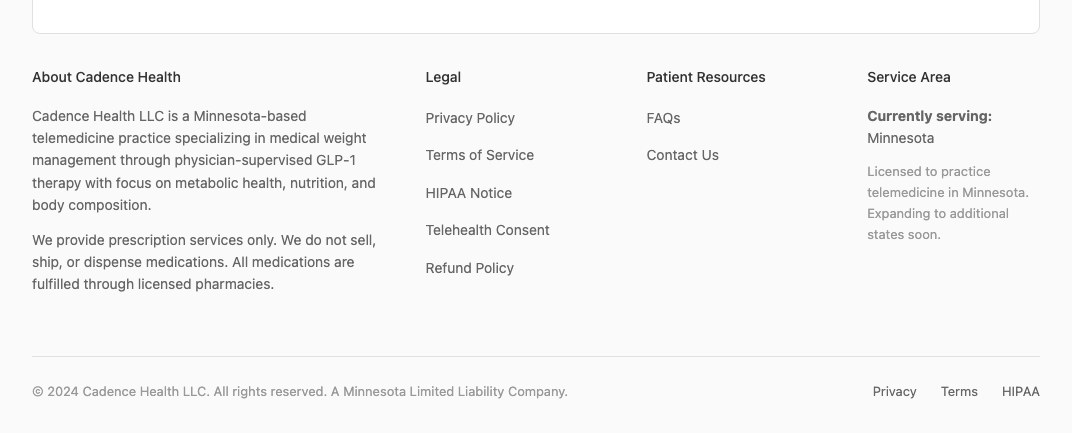 About Cadence Health
Cadence Health LLC is a Minnesota-based
telemedicine practice specializing in medical weight
management through physician-supervised GLP-1
therapy with focus on metabolic health, nutrition, and
body composition.
We provide prescription services only. We do not sell,
ship, or dispense medications. All medications are
fulfilled through licensed pharmacies.
Legal
Privacy Policy
Terms of Service
HIPAA Notice
Telehealth Consent
Refund Policy
Patient Resources
FAQs
Contact Us
Service Area
Currently serving:
Minnesota
Licensed to practice
telemedicine in Minnesota.
Expanding to additional
states soon.
© 2024 Cadence Health LLC. All rights reserved. A Minnesota Limited Liability Company.
Privacy Terms HIPAA